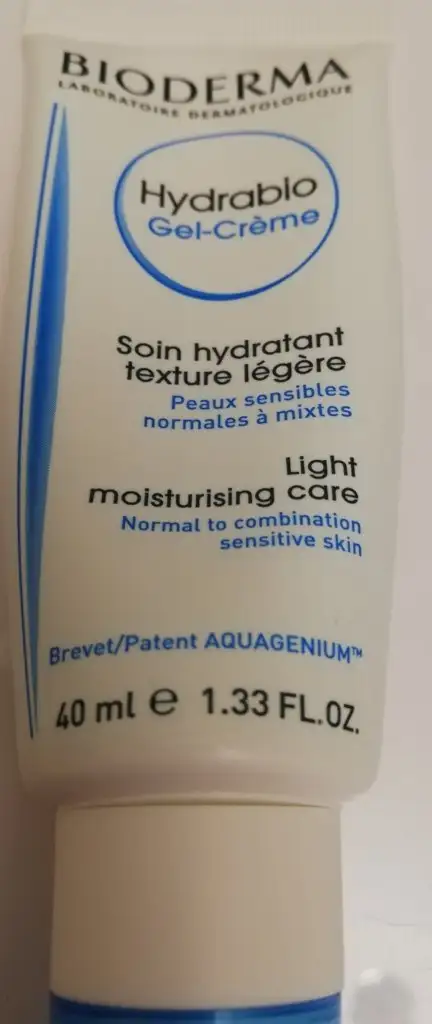 BIODERMA
LABORATOIRE DERMATOLOGIQUE
Hydrabio
Gel-Crème
Soin hydratant
texture légère
Peaux sensibles
normales à mixtes
Light
moisturising care
Normal to combination
sensitive skin
Brevet/Patent AQUAGENIUM™
40 ml e 1.33 FL.OZ.